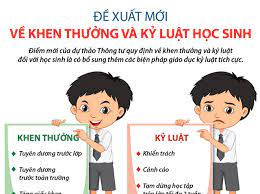 ĐỀ XUẤT MỚI
VỀ KHEN THƯỞNG VÀ KỶ LUẬT HỌC SINH
Điểm mới của dự thảo Thông tư quy định về khen thưởng và kỷ luật
đối với học sinh là có bổ sung thêm các biện pháp giáo dục kỷ luật tích cực.
KHEN THƯỞNG
Tuyên dương trước lớp
Tuyên dương
trước toàn trường
KỶ LUẬT
Khiển trách
Cảnh cáo
Tạm dừng học tập